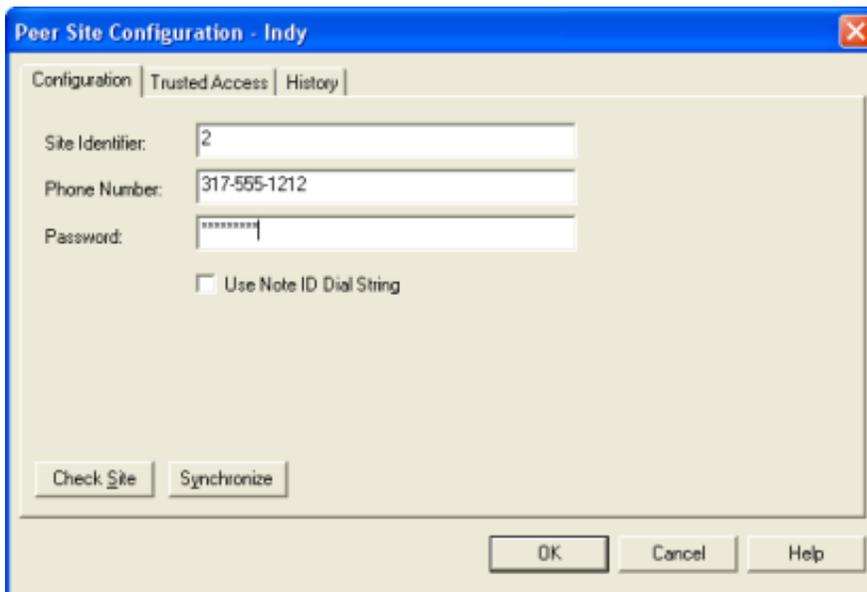 Peer Site Configuration - Indy
Configuration Trusted Access History
Site Identifier: 2
Phone Number: 317-555-1212
Password: *********
Use Note ID Dial String
Check Site Synchronize
OK Cancel Help